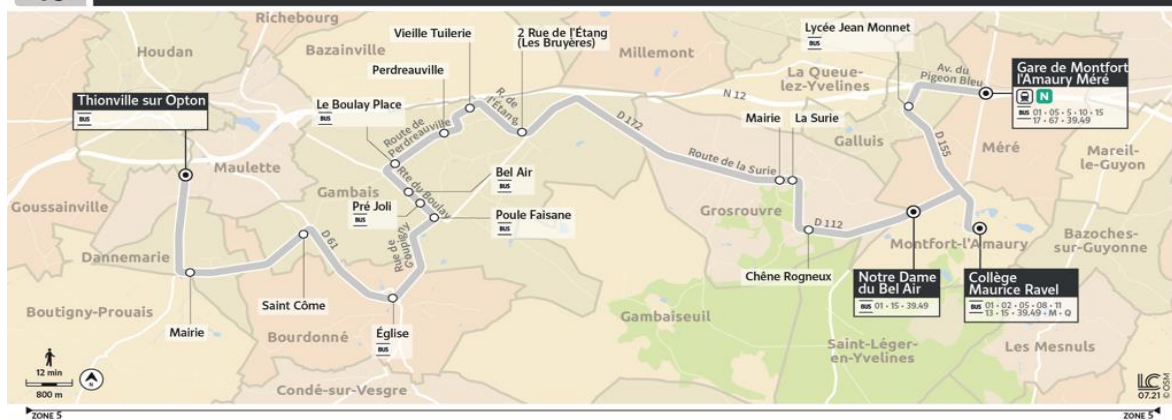 Richebourg
Houdan
Bazainville
Vieille Tuilerie
BUS
2 Rue de l'Étang
(Les Bruyères)
Millemont
Lycée Jean Monnet
BUS
La Queue-
lez-Yvelines
Av. du
Pigeon Bleu
Gare de Montfort
l'Amaury Méré
N
BUS 01 • 05 • 5 • 10 • 15
17 • 67 • 39.49
Perdreauville
N 12
Thionville sur Opton
BUS
Le Boulay Place
BUS
Route de
Perdreauville
R. de
l'Étang
D 172
Mairie
La Surie
Galluis
D 155
Méré
Mareil-
le-Guyon
Maulette
Route de la Surie
Goussainville
Gambais
Rte du Boulay
Bel Air
BUS
Pré Joli
BUS
Poule Faisane
BUS
Grosrouvre
D 112
Rue de
Goupigny
D 61
Dannemarie
Montfort-l'Amaury
Bazoches-
sur-Guyonne
Chêne Rogneux
Notre Dame
du Bel Air
BUS 01 • 15 • 39.49
Collège
Maurice Ravel
BUS 01 • 02 • 05 • 08 • 11
13 • 15 • 39.49 • M • Q
Saint Côme
Boutigny-Prouais
Mairie
Bourdonné
Église
BUS
Gambaiseuil
Saint-Léger-
en-Yvelines
Les Mesnuls
12 min
800 m
N
Condé-sur-Vesgre
LC
07.21
© OSM
ZONE 5
ZONE 5